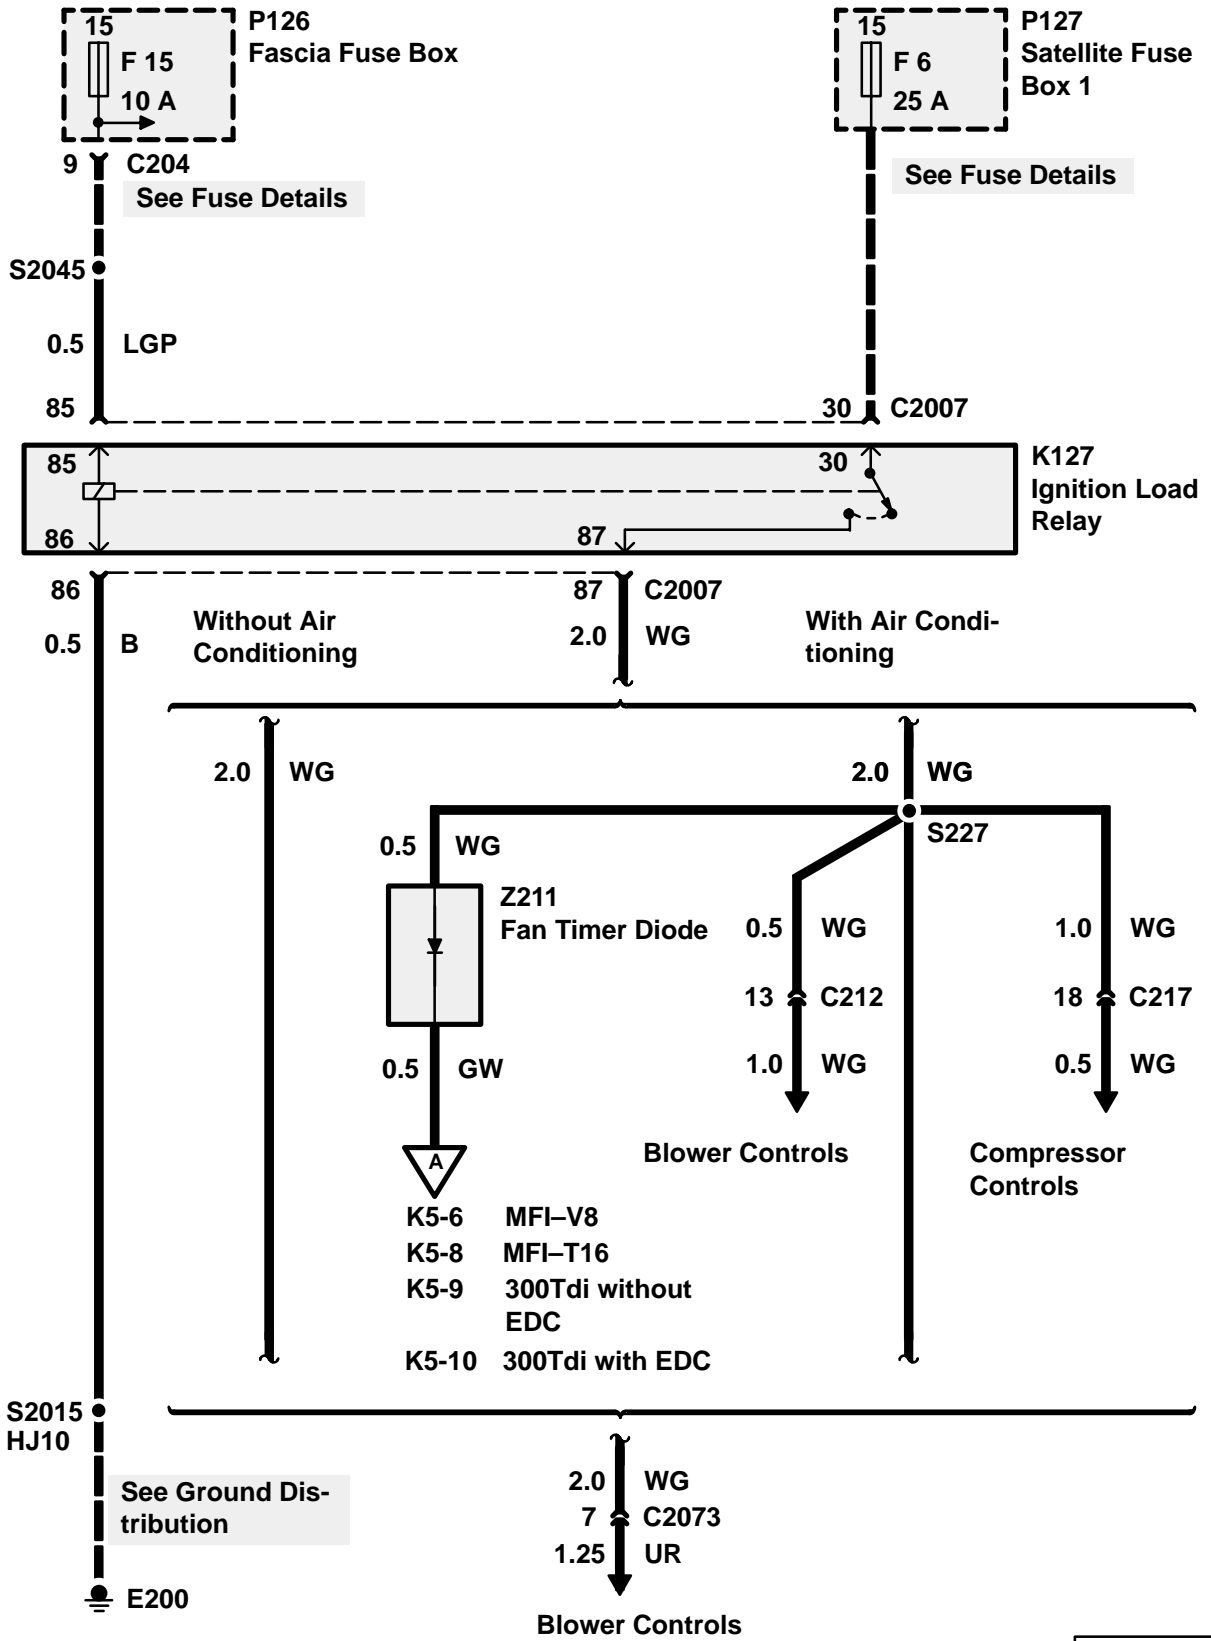 15
P126
Fascia Fuse Box
F 15
10 A
15
P127
Satellite Fuse
Box 1
F 6
25 A
9
C204
See Fuse Details
See Fuse Details
S2045
0.5
LGP
85
30
C2007
85
30
K127
Ignition Load
Relay
86
87
86
87
C2007
0.5
B
Without Air
Conditioning
2.0
WG
With Air Condi-
tioning
2.0
WG
2.0
WG
S227
0.5
WG
Z211
Fan Timer Diode
0.5
WG
1.0
WG
13
C212
18
C217
0.5
GW
1.0
WG
0.5
WG
A
Blower Controls
Compressor
Controls
K5-6 MFI–V8
K5-8 MFI–T16
K5-9 300Tdi without
EDC
K5-10 300Tdi with EDC
S2015
HJ10
See Ground Dis-
tribution
E200
2.0
WG
7
C2073
1.25
UR
Blower Controls